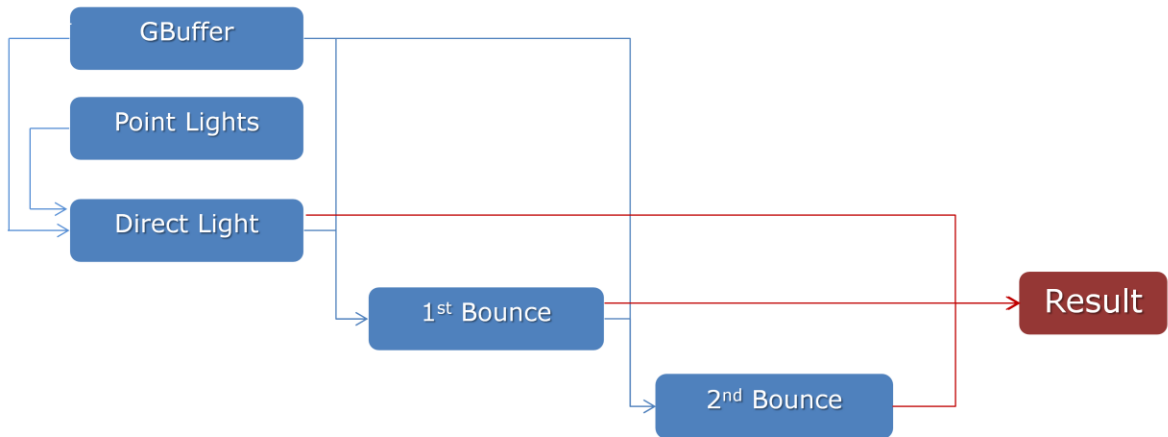 GBuffer
Point Lights
Direct Light
1st Bounce
Result
2nd Bounce